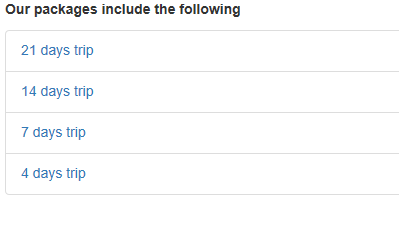 Our packages include the following
21 days trip
14 days trip
7 days trip
4 days trip